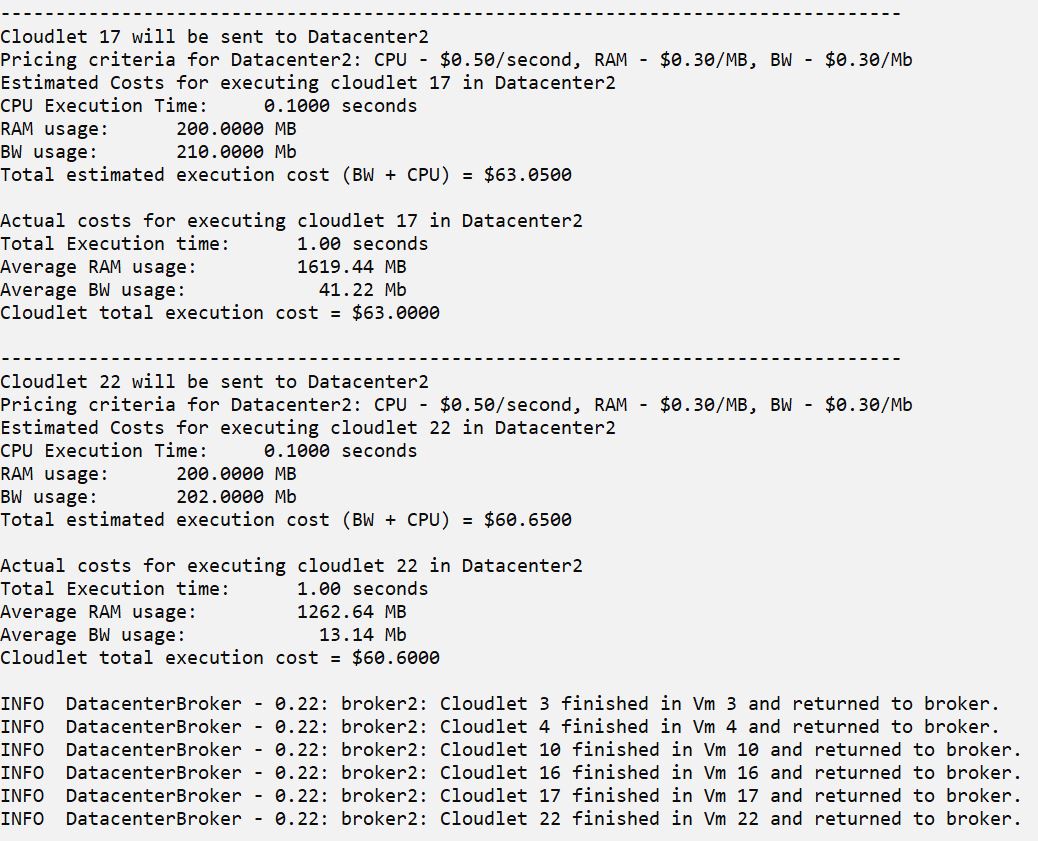 ----------------------------------------------------------------------------------
Cloudlet 17 will be sent to Datacenter2
Pricing criteria for Datacenter2: CPU - $0.50/second, RAM - $0.30/MB, BW - $0.30/Mb
Estimated Costs for executing cloudlet 17 in Datacenter2
CPU Execution Time:     0.1000 seconds
RAM usage:      200.0000 MB
BW usage:       210.0000 Mb
Total estimated execution cost (BW + CPU) = $63.0500

Actual costs for executing cloudlet 17 in Datacenter2
Total Execution time:      1.00 seconds
Average RAM usage:         1619.44 MB
Average BW usage:            41.22 Mb
Cloudlet total execution cost = $63.0000

----------------------------------------------------------------------------------
Cloudlet 22 will be sent to Datacenter2
Pricing criteria for Datacenter2: CPU - $0.50/second, RAM - $0.30/MB, BW - $0.30/Mb
Estimated Costs for executing cloudlet 22 in Datacenter2
CPU Execution Time:     0.1000 seconds
RAM usage:      200.0000 MB
BW usage:       202.0000 Mb
Total estimated execution cost (BW + CPU) = $60.6500

Actual costs for executing cloudlet 22 in Datacenter2
Total Execution time:      1.00 seconds
Average RAM usage:         1262.64 MB
Average BW usage:            13.14 Mb
Cloudlet total execution cost = $60.6000

INFO  DatacenterBroker - 0.22: broker2: Cloudlet 3 finished in Vm 3 and returned to broker.
INFO  DatacenterBroker - 0.22: broker2: Cloudlet 4 finished in Vm 4 and returned to broker.
INFO  DatacenterBroker - 0.22: broker2: Cloudlet 10 finished in Vm 10 and returned to broker.
INFO  DatacenterBroker - 0.22: broker2: Cloudlet 16 finished in Vm 16 and returned to broker.
INFO  DatacenterBroker - 0.22: broker2: Cloudlet 17 finished in Vm 17 and returned to broker.
INFO  DatacenterBroker - 0.22: broker2: Cloudlet 22 finished in Vm 22 and returned to broker.